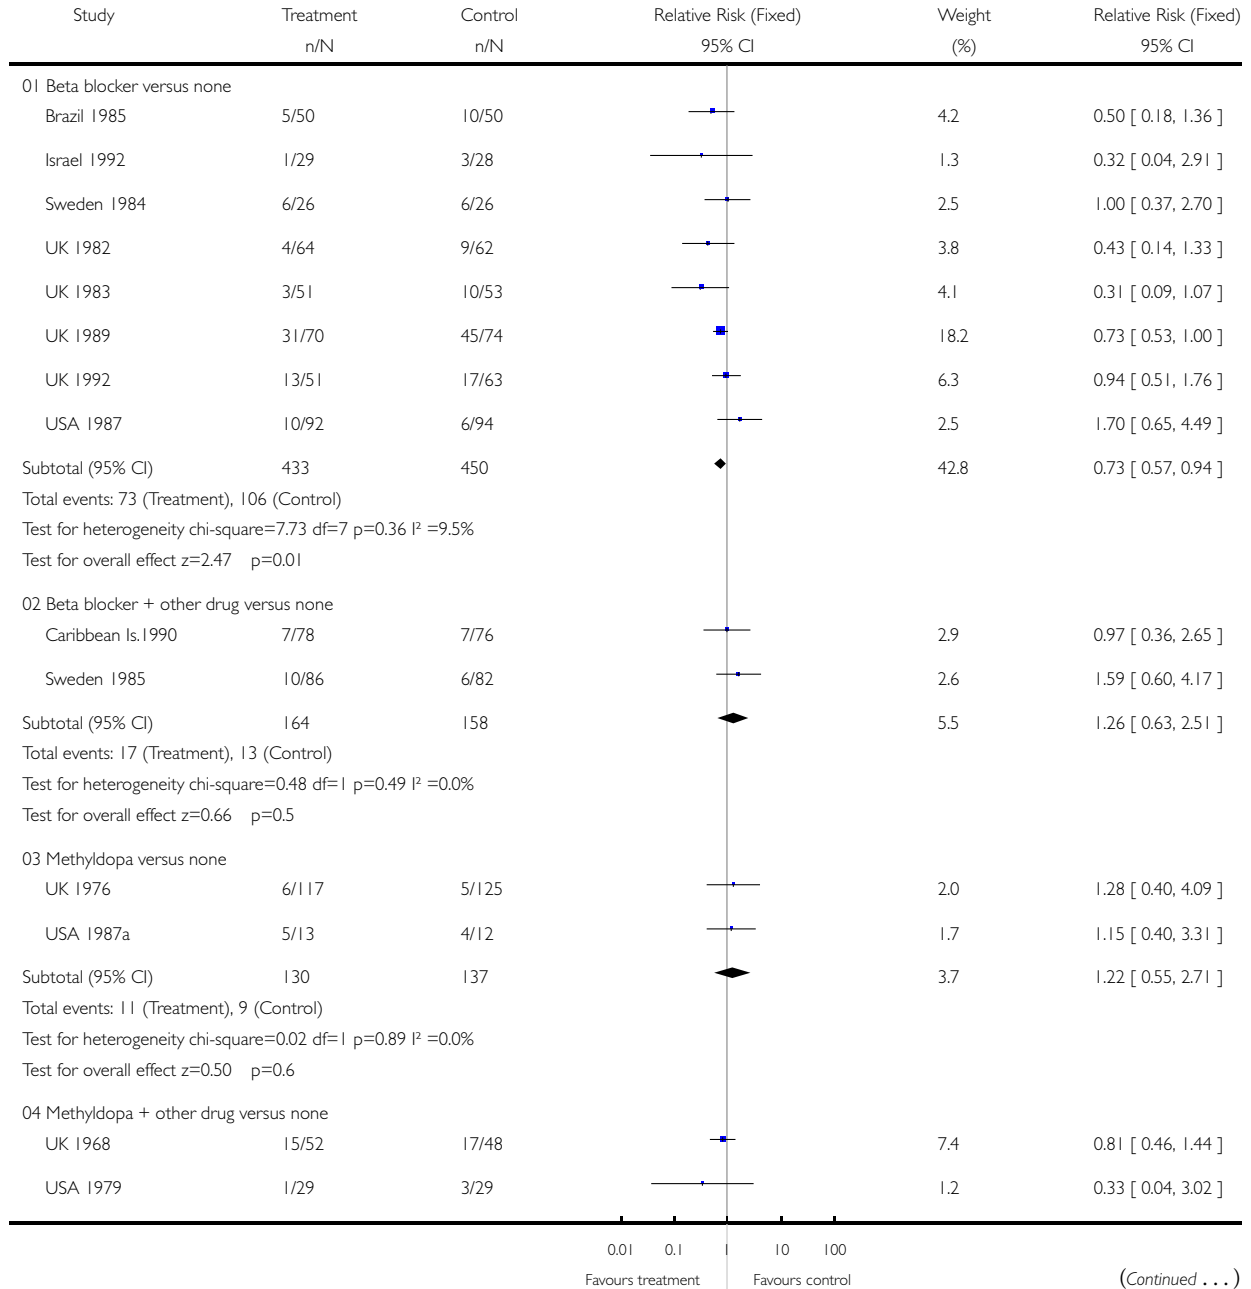 Study Treatment Control Relative Risk (Fixed) Weight Relative Risk (Fixed)
n/N n/N 95% CI (%) 95% CI
01 Beta blocker versus none
Brazil 1985 5/50 10/50 4.2 0.50 [ 0.18, 1.36 ]
Israel 1992 1/29 3/28 1.3 0.32 [ 0.04, 2.91 ]
Sweden 1984 6/26 6/26 2.5 1.00 [ 0.37, 2.70 ]
UK 1982 4/64 9/62 3.8 0.43 [ 0.14, 1.33 ]
UK 1983 3/51 10/53 4.1 0.31 [ 0.09, 1.07 ]
UK 1989 31/70 45/74 18.2 0.73 [ 0.53, 1.00 ]
UK 1992 13/51 17/63 6.3 0.94 [ 0.51, 1.76 ]
USA 1987 10/92 6/94 2.5 1.70 [ 0.65, 4.49 ]
Subtotal (95% CI) 433 450 42.8 0.73 [ 0.57, 0.94 ]
Total events: 73 (Treatment), 106 (Control)
Test for heterogeneity chi-square=7.73 df=7 p=0.36 I² =9.5%
Test for overall effect z=2.47 p=0.01
02 Beta blocker + other drug versus none
Caribbean Is.1990 7/78 7/76 2.9 0.97 [ 0.36, 2.65 ]
Sweden 1985 10/86 6/82 2.6 1.59 [ 0.60, 4.17 ]
Subtotal (95% CI) 164 158 5.5 1.26 [ 0.63, 2.51 ]
Total events: 17 (Treatment), 13 (Control)
Test for heterogeneity chi-square=0.48 df=1 p=0.49 I² =0.0%
Test for overall effect z=0.66 p=0.5
03 Methyldopa versus none
UK 1976 6/117 5/125 2.0 1.28 [ 0.40, 4.09 ]
USA 1987a 5/13 4/12 1.7 1.15 [ 0.40, 3.31 ]
Subtotal (95% CI) 130 137 3.7 1.22 [ 0.55, 2.71 ]
Total events: 11 (Treatment), 9 (Control)
Test for heterogeneity chi-square=0.02 df=1 p=0.89 I² =0.0%
Test for overall effect z=0.50 p=0.6
04 Methyldopa + other drug versus none
UK 1968 15/52 17/48 7.4 0.81 [ 0.46, 1.44 ]
USA 1979 1/29 3/29 1.2 0.33 [ 0.04, 3.02 ]
0.01 0.1 1 10 100
Favours treatment Favours control (Continued . . . )